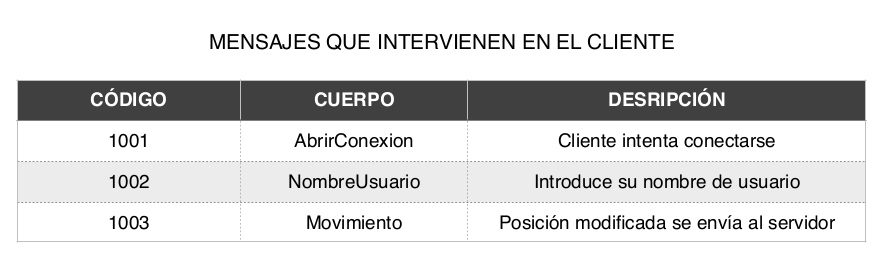 MENSAJES QUE INTERVIENEN EN EL CLIENTE
CÓDIGO CUERPO DESRIPCIÓN
1001 AbrirConexion Cliente intenta conectarse
1002 NombreUsuario Introduce su nombre de usuario
1003 Movimiento Posición modificada se envía al servidor